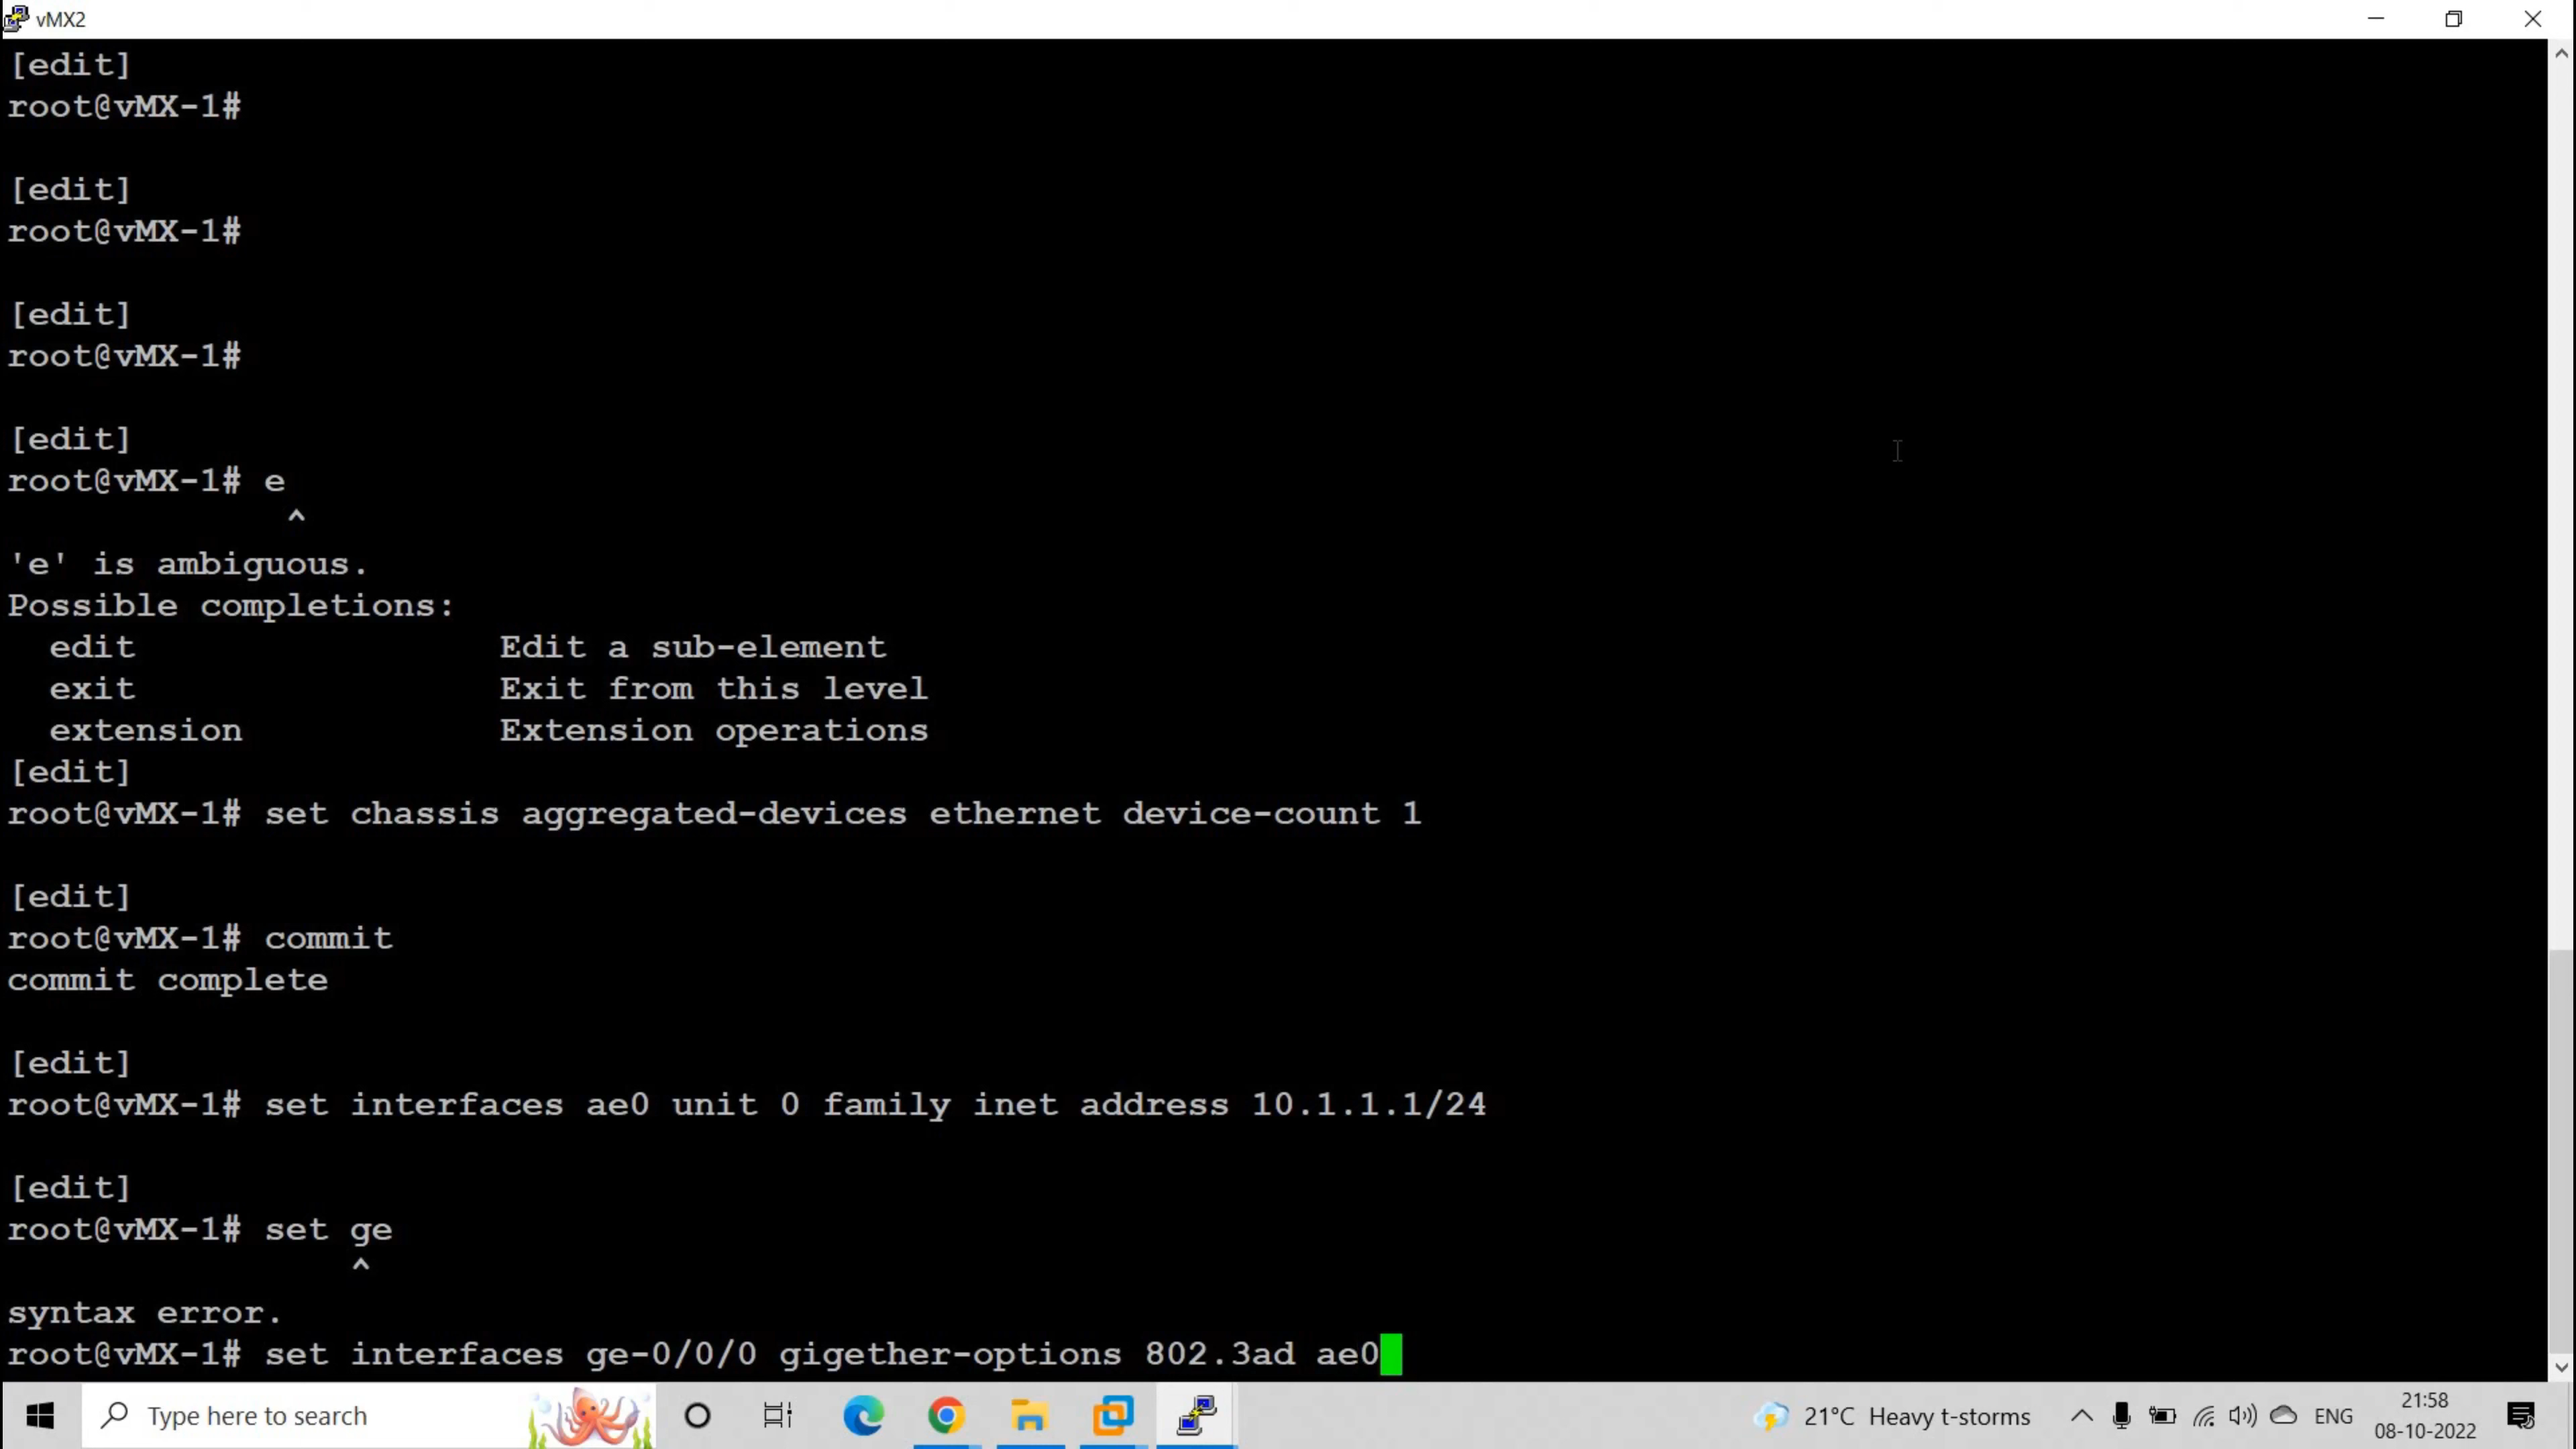 vMX2
[edit]
root@vMX-1#
[edit]
root@vMX-1#
[edit]
root@vMX-1#
[edit]
root@vMX-1# e
^
'e' is ambiguous.
Possible completions:
edit Edit a sub-element
exit Exit from this level
extension Extension operations
[edit]
root@vMX-1# set chassis aggregated-devices ethernet device-count 1
[edit]
root@vMX-1# commit
commit complete
[edit]
root@vMX-1# set interfaces ae0 unit 0 family inet address 10.1.1.1/24
[edit]
root@vMX-1# set ge
^
syntax error.
root@vMX-1# set interfaces ge-0/0/0 gigether-options 802.3ad ae0
Type here to search
21°C Heavy t-storms
ENG
21:58
08-10-2022